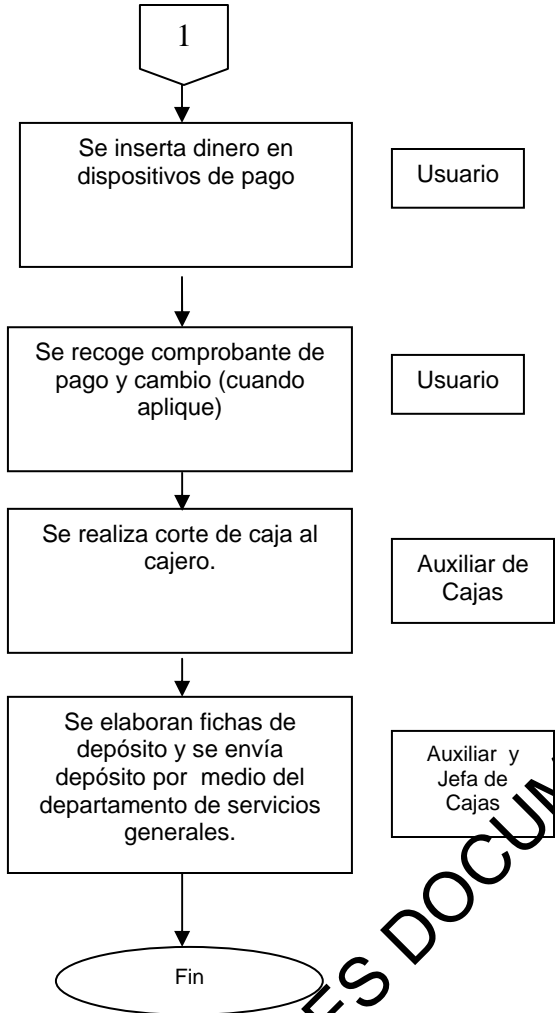 1
Se inserta dinero en
dispositivos de pago
Usuario
Se recoge comprobante de
pago y cambio (cuando
aplique)
Usuario
Se realiza corte de caja al
cajero.
Auxiliar de
Cajas
Se elaboran fichas de
depósito y se envía
depósito por medio del
departamento de servicios
generales.
Auxiliar y
Jefa de
Cajas
Fin